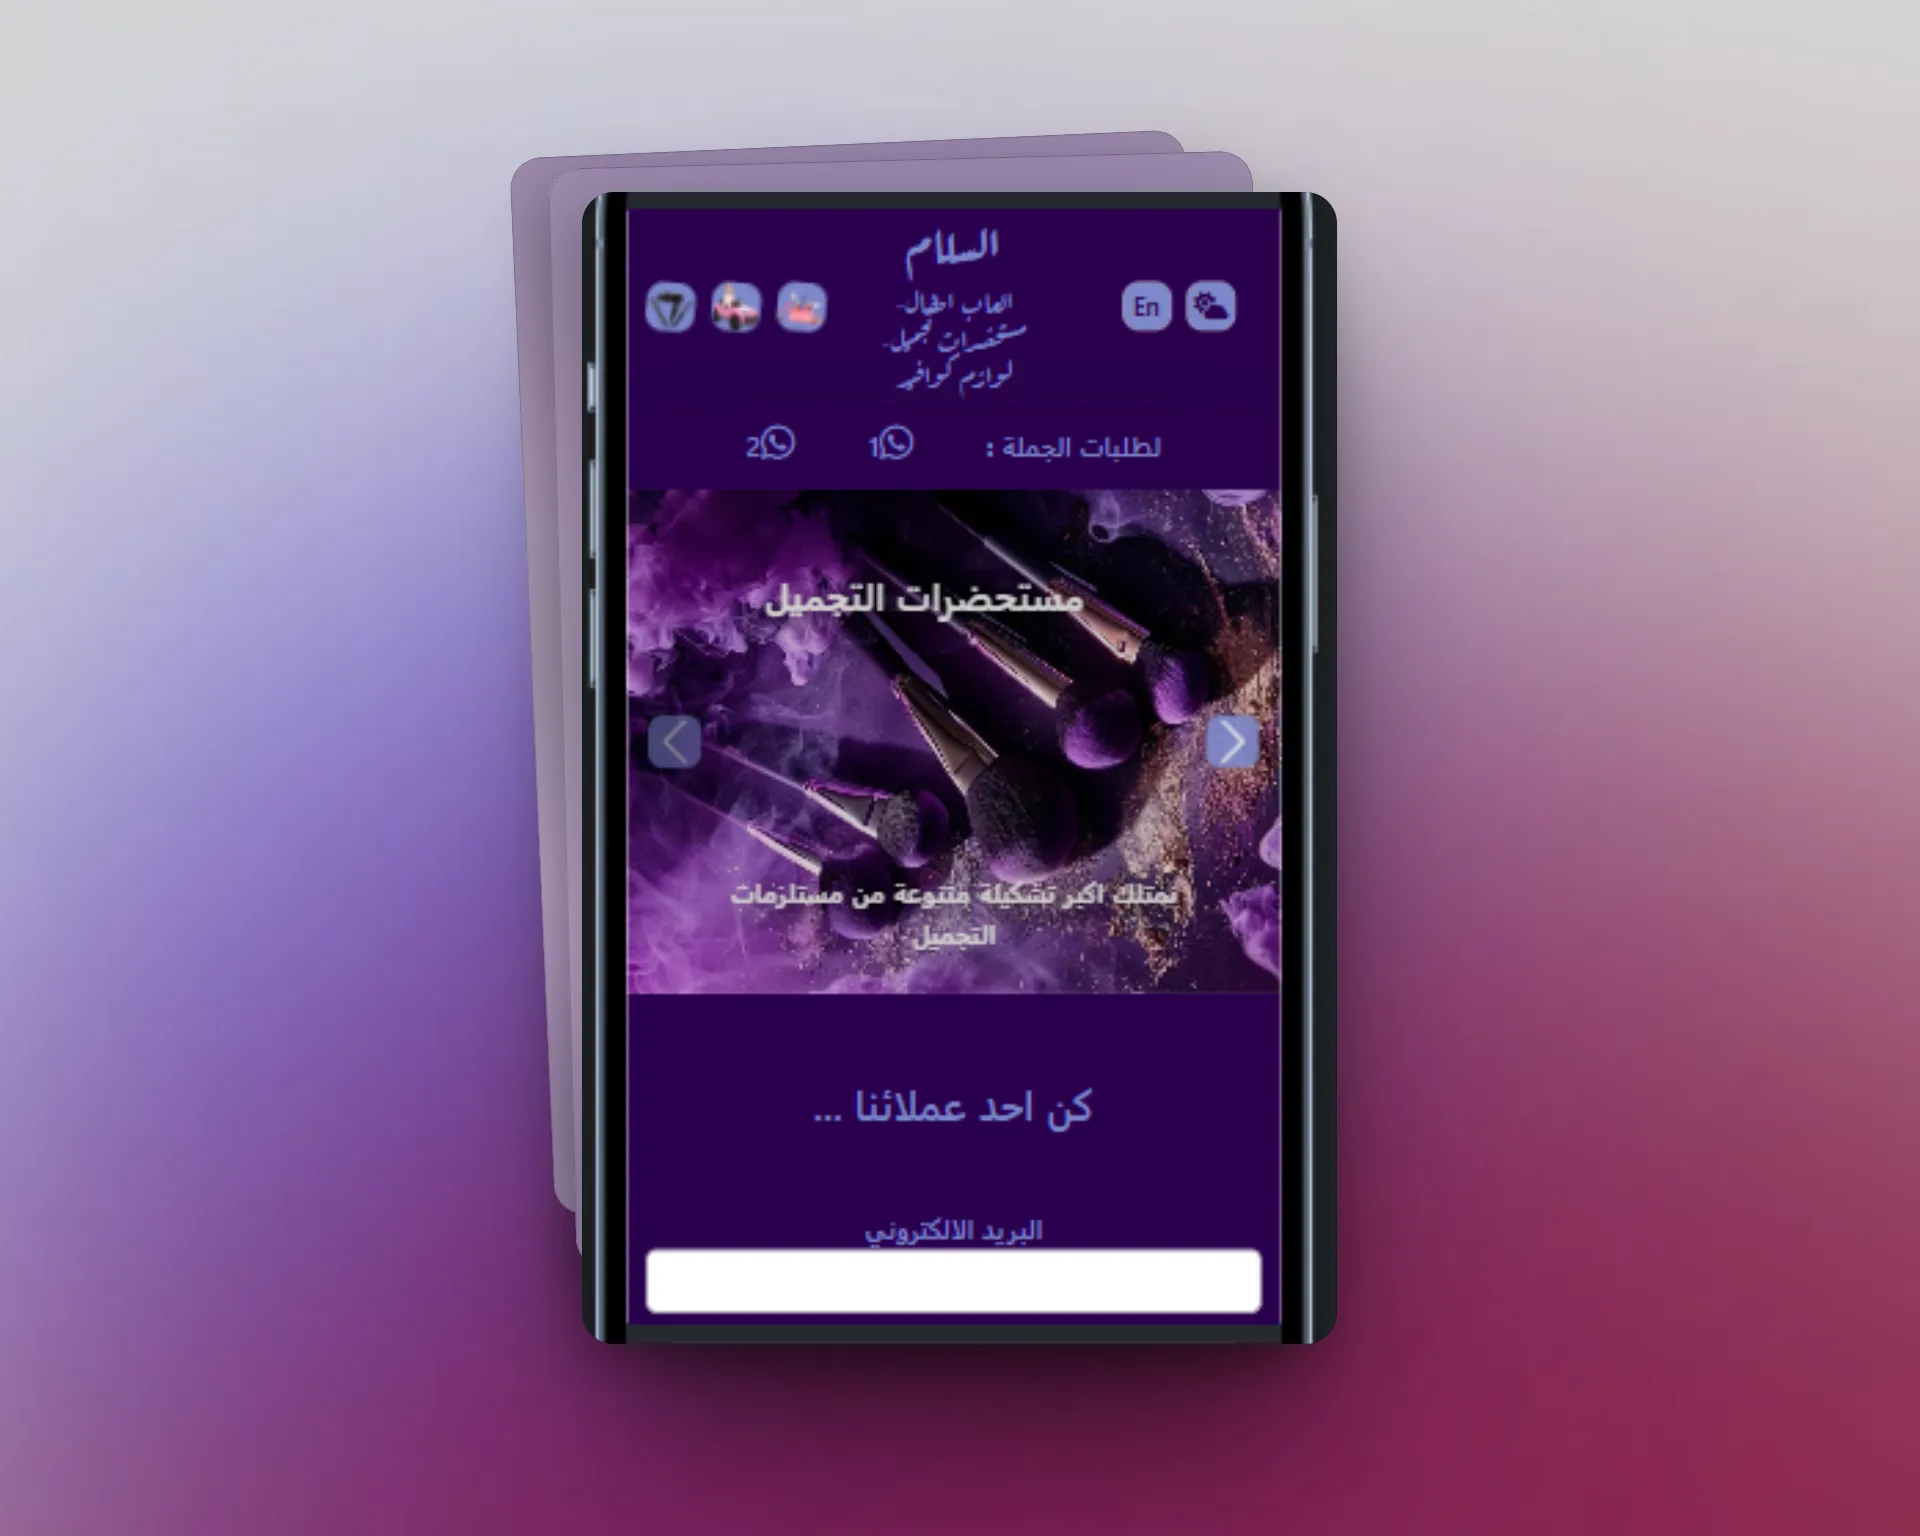 السلام
العاب اطفال-
مستحضرات تجميل-
لوازم كوافير
En
لطلبات الجملة : 1 2
مستحضرات التجميل
نمتلك اكبر تشكيلة متنوعة من مستلزمات
التجميل
كن احد عملائنا ...
البريد الالكتروني